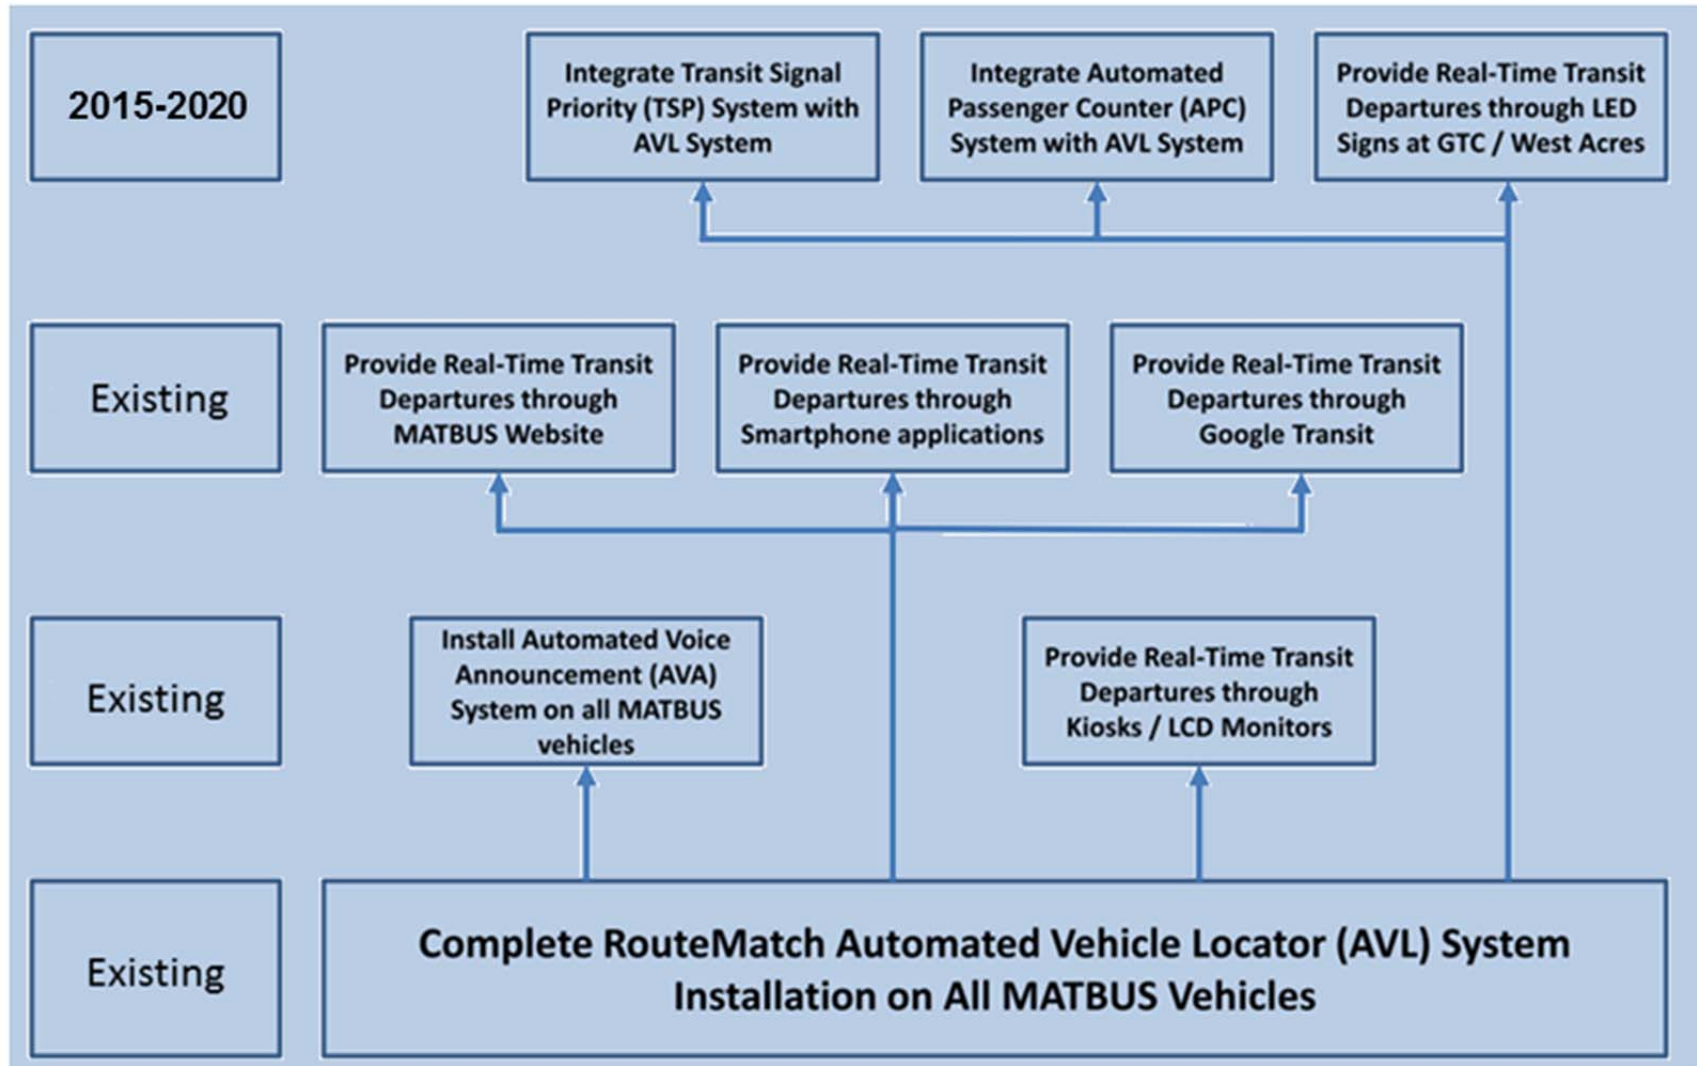 2015-2020
Integrate Transit Signal
Priority (TSP) System with
AVL System
Integrate Automated
Passenger Counter (APC)
System with AVL System
Provide Real-Time Transit
Departures through LED
Signs at GTC / West Acres
Existing
Provide Real-Time Transit
Departures through
MATBUS Website
Provide Real-Time Transit
Departures through
Smartphone applications
Provide Real-Time Transit
Departures through
Google Transit
Existing
Install Automated Voice
Announcement (AVA)
System on all MATBUS
vehicles
Provide Real-Time Transit
Departures through
Kiosks / LCD Monitors
Existing
Complete RouteMatch Automated Vehicle Locator (AVL) System
Installation on All MATBUS Vehicles